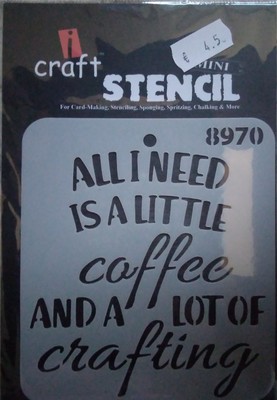 i
€ 4.5.
craft MINI
STENCIL
For Card-Making, Stenciling, Sponging, Spritzing, Chalking & More
8970
ALL I NEED
IS A LITTLE
coffee
AND A LOT OF
crafting